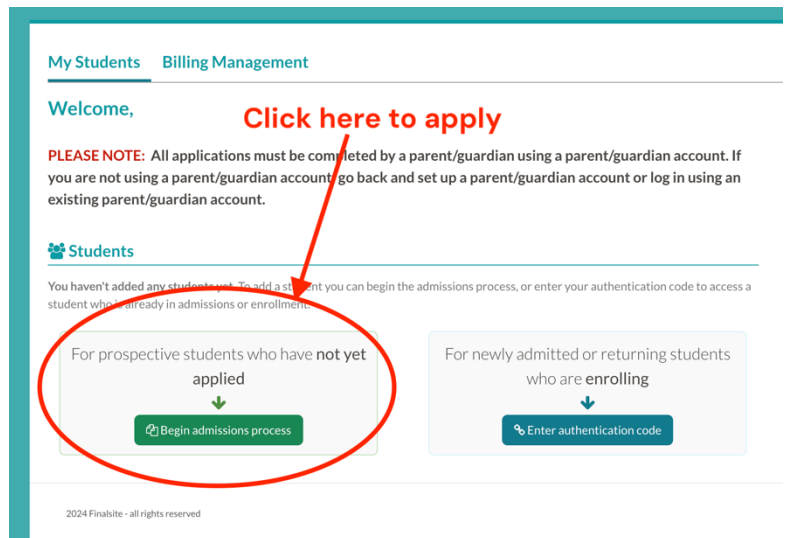 My Students Billing Management
Welcome,
Click here to apply
PLEASE NOTE: All applications must be completed by a parent/guardian using a parent/guardian account. If
you are not using a parent/guardian account, go back and set up a parent/guardian account or log in using an
existing parent/guardian account.
Students
You haven't added any students yet. To add a student you can begin the admissions process, or enter your authentication code to access a
student who is already in admissions or enrollment.
For prospective students who have not yet
applied
Begin admissions process
For newly admitted or returning students
who are enrolling
Enter authentication code
2024 Finalsite - all rights reserved